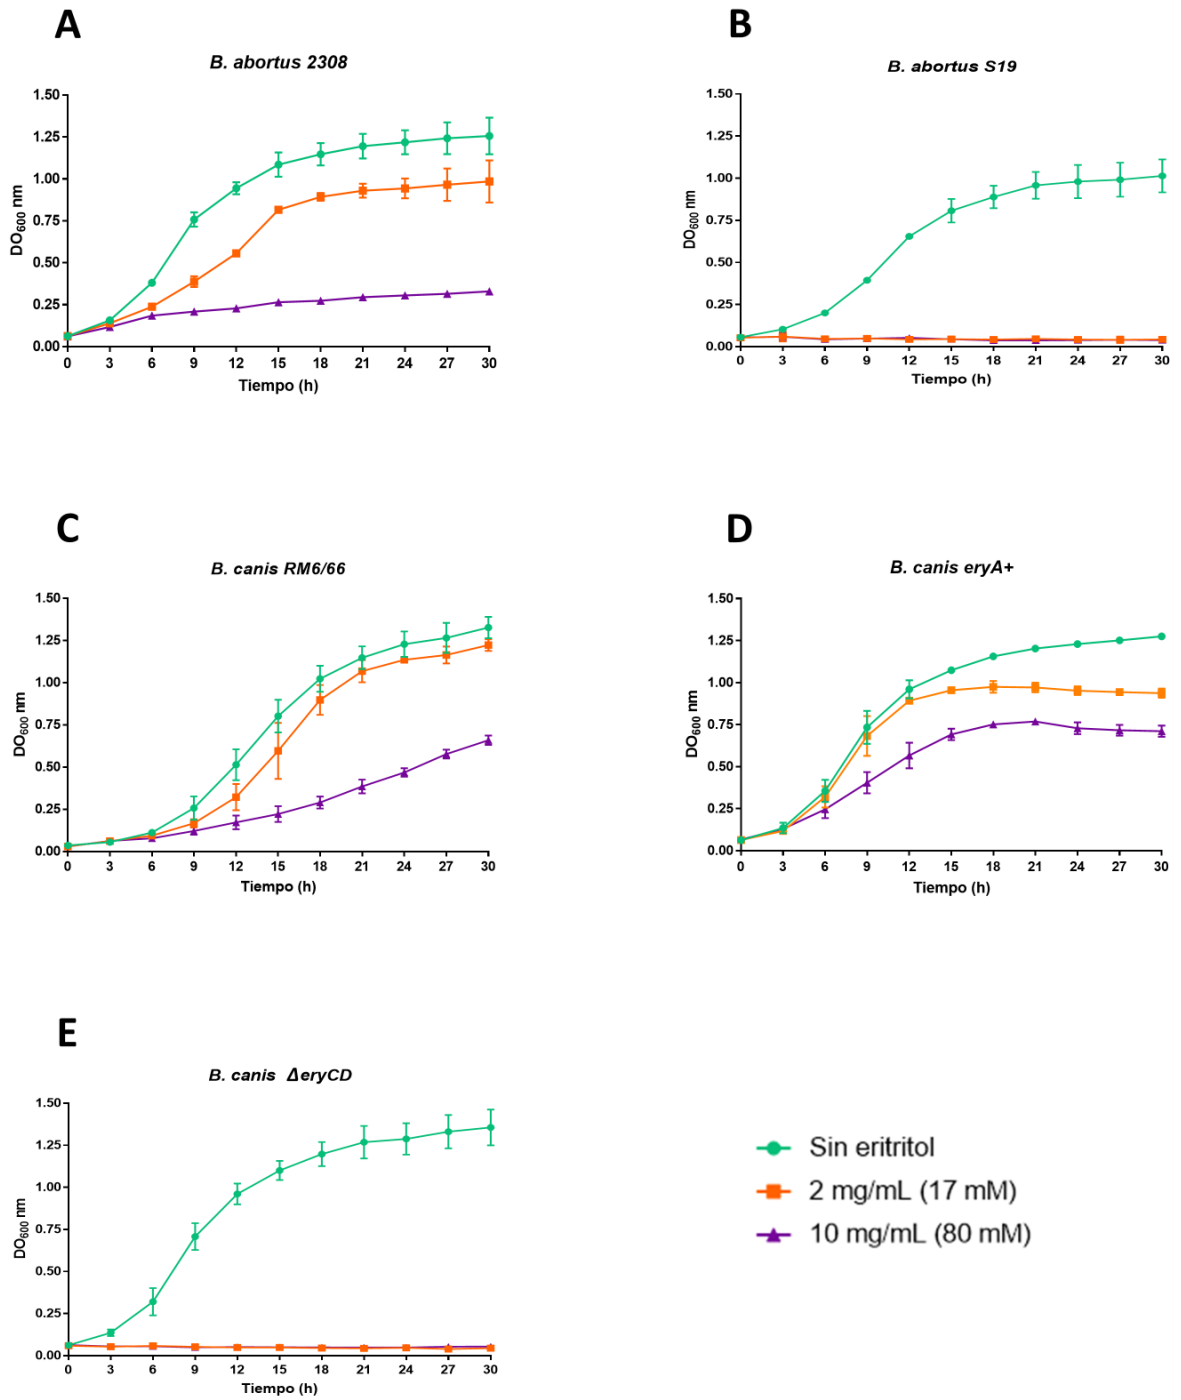 A
B. abortus 2308
1.50
1.25
1.00
0.75
0.50
0.25
0.00
DO600 nm
0 3 6 9 12 15 18 21 24 27 30
Tiempo (h)
B
B. abortus S19
1.50
1.25
1.00
0.75
0.50
0.25
0.00
DO600 nm
0 3 6 9 12 15 18 21 24 27 30
Tiempo (h)
C
B. canis RM6/66
1.50
1.25
1.00
0.75
0.50
0.25
0.00
DO600 nm
0 3 6 9 12 15 18 21 24 27 30
Tiempo (h)
D
B. canis eryA+
1.50
1.25
1.00
0.75
0.50
0.25
0.00
DO600 nm
0 3 6 9 12 15 18 21 24 27 30
Tiempo (h)
E
B. canis ΔeryCD
1.50
1.25
1.00
0.75
0.50
0.25
0.00
DO600 nm
0 3 6 9 12 15 18 21 24 27 30
Tiempo (h)
Sin eritritol
2 mg/mL (17 mM)
10 mg/mL (80 mM)